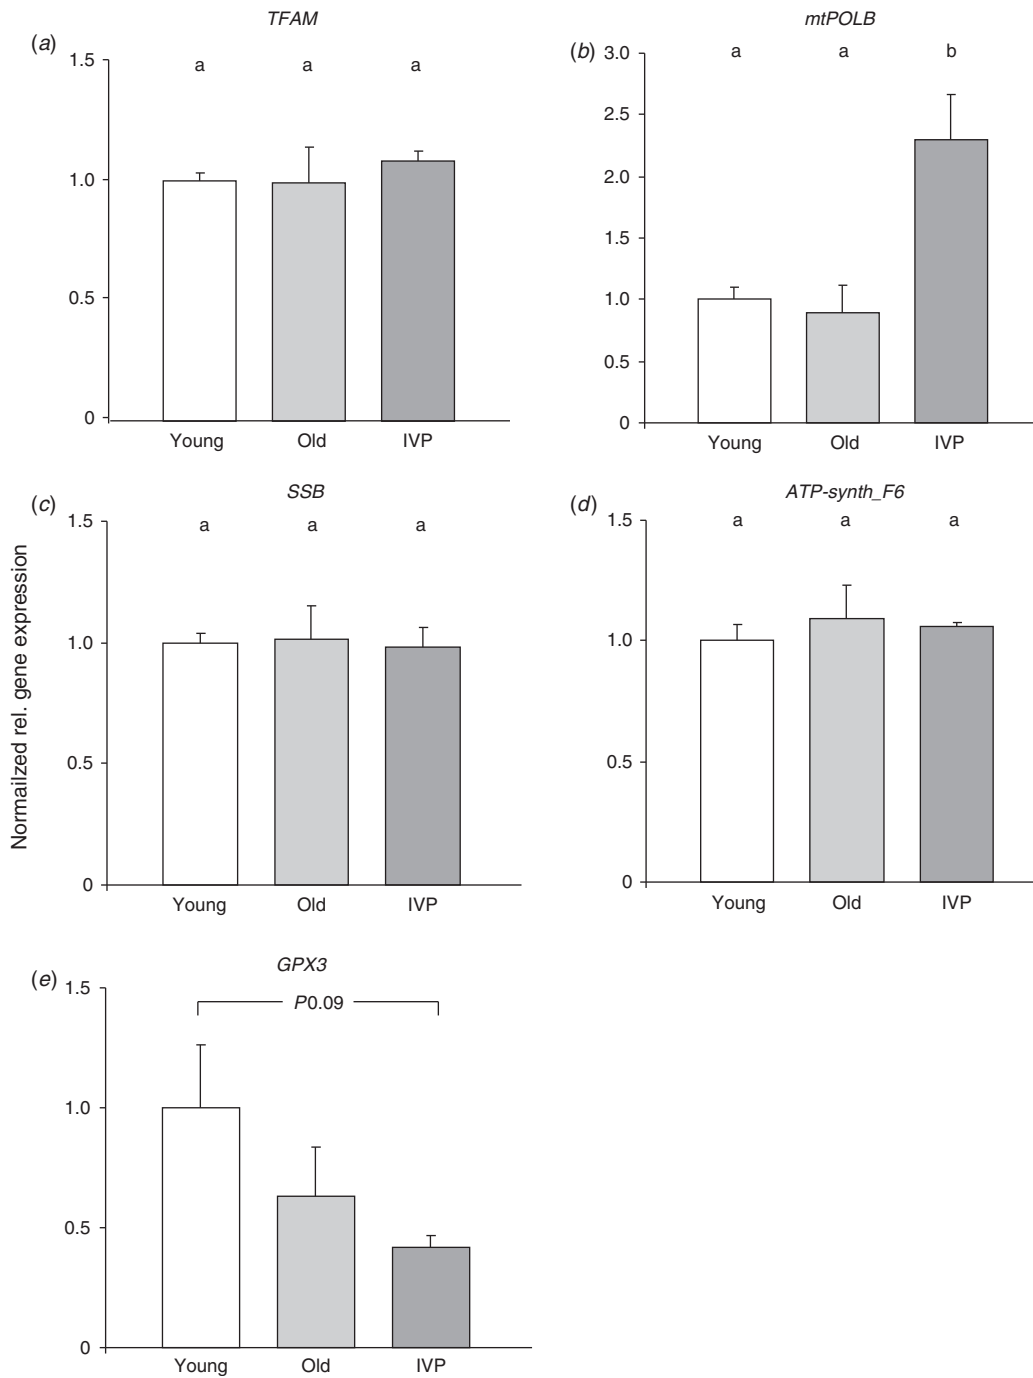 TFAM
(a)
1.5
a a a
1.0
0.5
0
Young Old IVP
mtPOLB
(b)
3.0
a a b
2.5
2.0
1.5
1.0
0.5
0
Young Old IVP
Normailzed rel. gene expression
SSB
(c)
1.5
a a a
1.0
0.5
0
Young Old IVP
ATP-synth_F6
(d)
1.5
a a a
1.0
0.5
0
Young Old IVP
GPX3
(e)
1.5
P0.09
1.0
0.5
0
Young Old IVP